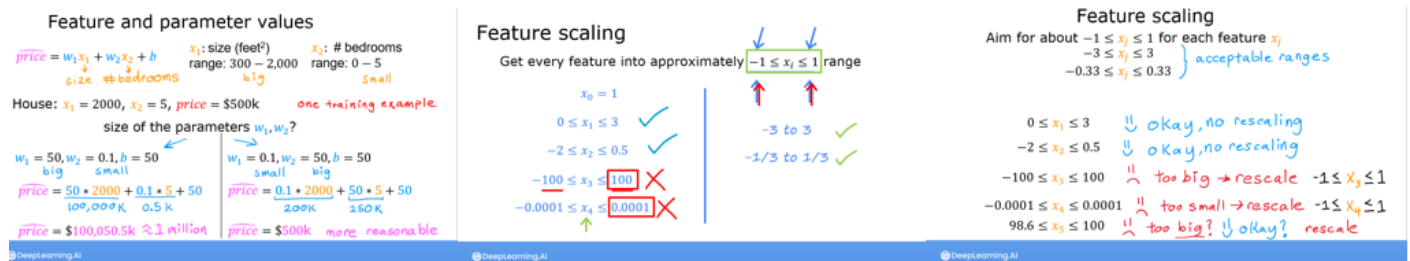 Feature and parameter values
price = w₁x₁ + w₂x₂ + b
size #bedrooms
x₁: size (feet²)
range: 300 − 2,000
big
x₂: # bedrooms
range: 0 − 5
small
House: x₁ = 2000, x₂ = 5, price = $500k
one training example
size of the parameters w₁,w₂?
w₁ = 50, w₂ = 0.1, b = 50
big small
price = 50 * 2000 + 0.1 * 5 + 50
100,000K 0.5K
price = $100,050.5k ≈1 million
w₁ = 0.1, w₂ = 50, b = 50
small big
price = 0.1 * 2000 + 50 * 5 + 50
200K 250K
price = $500k more reasonable
DeepLearning.AI
Feature scaling
Get every feature into approximately −1 ≤ xᵢ ≤ 1 range
x₀ = 1
0 ≤ x₁ ≤ 3
−2 ≤ x₂ ≤ 0.5
−100 ≤ x₃ ≤ 100
−0.0001 ≤ x₄ ≤ 0.0001
-3 to 3
-1/3 to 1/3
DeepLearning.AI
Feature scaling
Aim for about −1 ≤ xⱼ ≤ 1 for each feature xⱼ
−3 ≤ xⱼ ≤ 3
acceptable ranges
−0.33 ≤ xⱼ ≤ 0.33
0 ≤ x₁ ≤ 3 okay, no rescaling
−2 ≤ x₂ ≤ 0.5 okay, no rescaling
−100 ≤ x₃ ≤ 100 too big → rescale -1 ≤ x₃ ≤ 1
−0.0001 ≤ x₄ ≤ 0.0001 too small → rescale -1 ≤ x₄ ≤ 1
98.6 ≤ x₅ ≤ 100 too big? okay? rescale
DeepLearning.AI